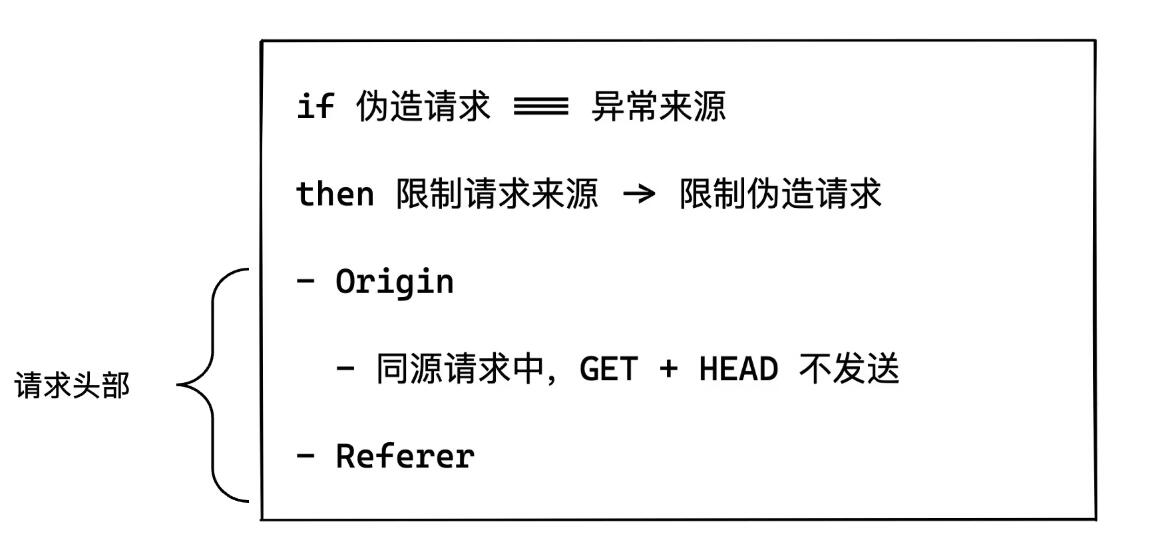 if 伪造请求 === 异常来源
then 限制请求来源 -> 限制伪造请求
- Origin
- 同源请求中，GET + HEAD 不发送
请求头部
- Referer